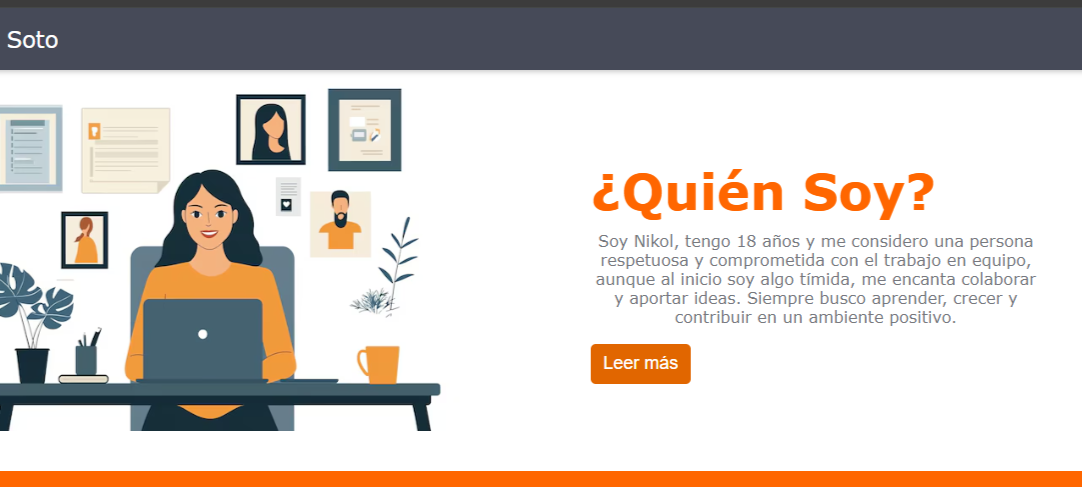 Soto
¿Quién Soy?
Soy Nikol, tengo 18 años y me considero una persona
respetuosa y comprometida con el trabajo en equipo,
aunque al inicio soy algo tímida, me encanta colaborar
y aportar ideas. Siempre busco aprender, crecer y
contribuir en un ambiente positivo.
Leer más